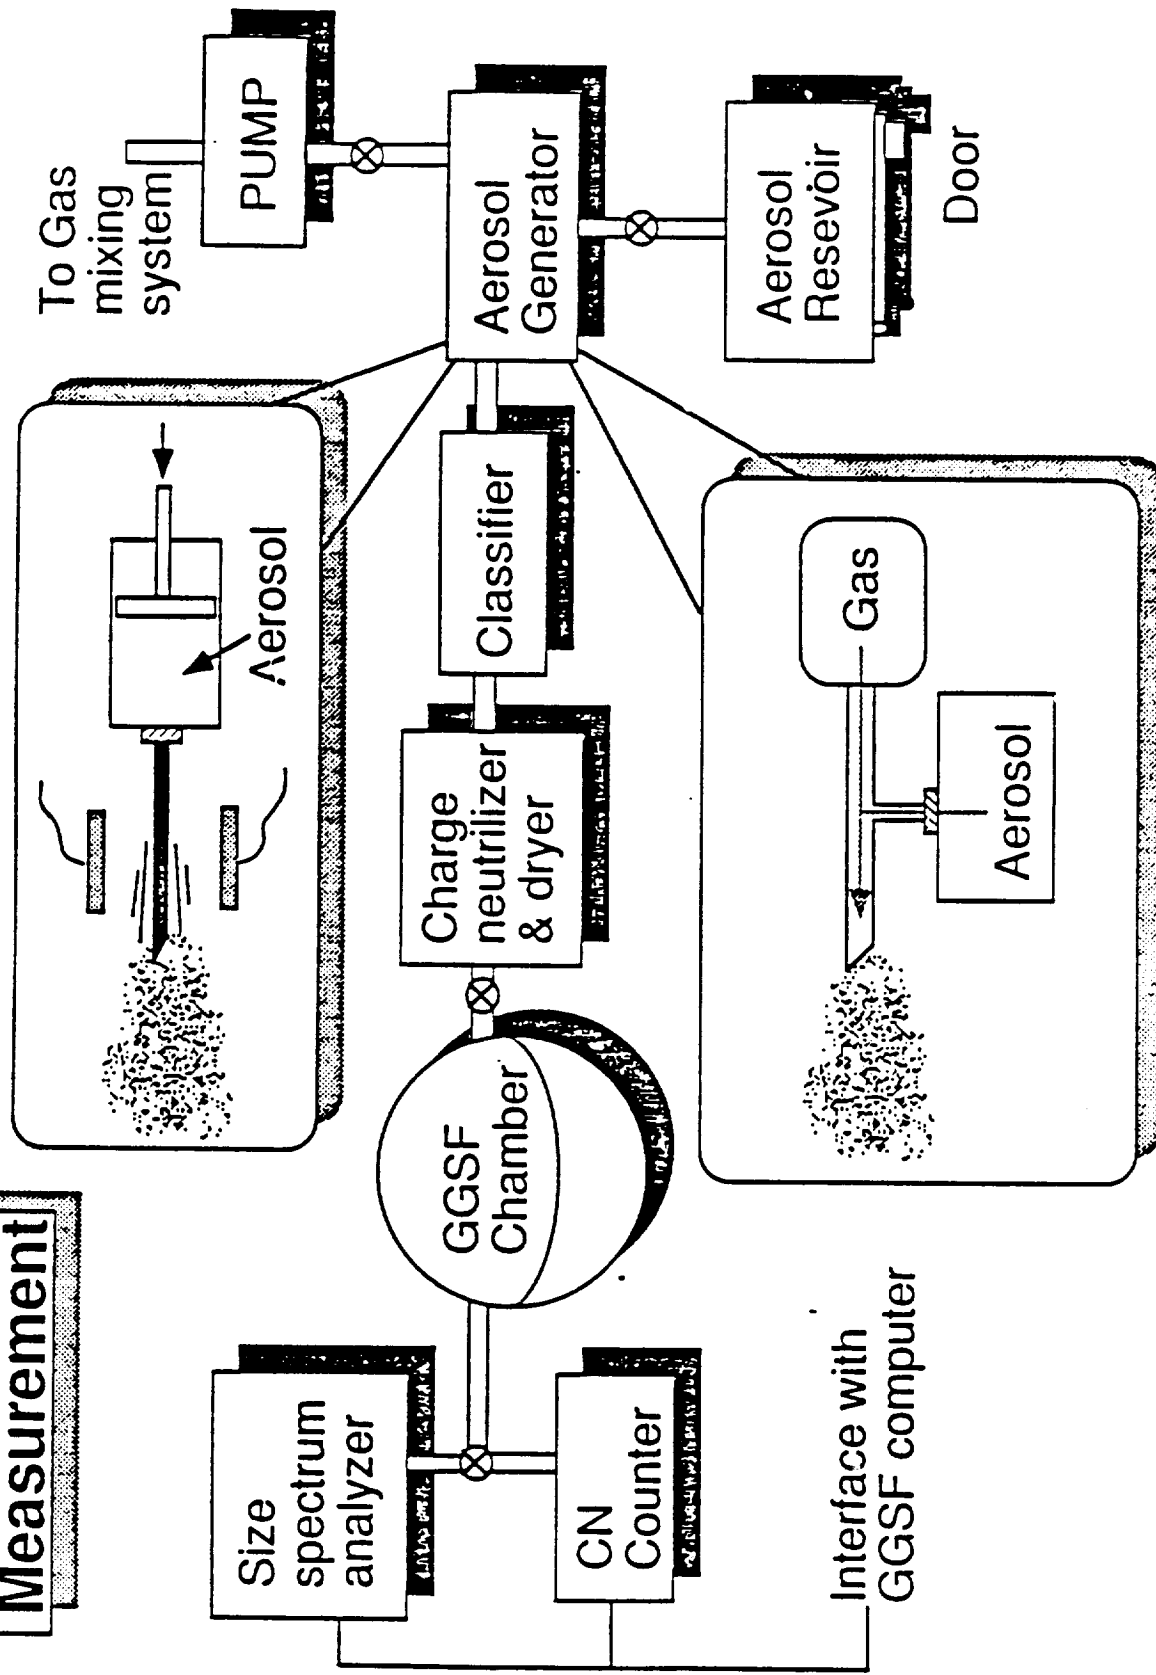 Measurement
To Gas
mixing
system
PUMP
Aerosol
Size
spectrum
analyzer
GGSF
Chamber
Charge
neutrilizer
& dryer
Classifier
Aerosol
Generator
CN
Counter
Aerosol
Resevoir
Door
Gas
Aerosol
Interface with
GGSF computer